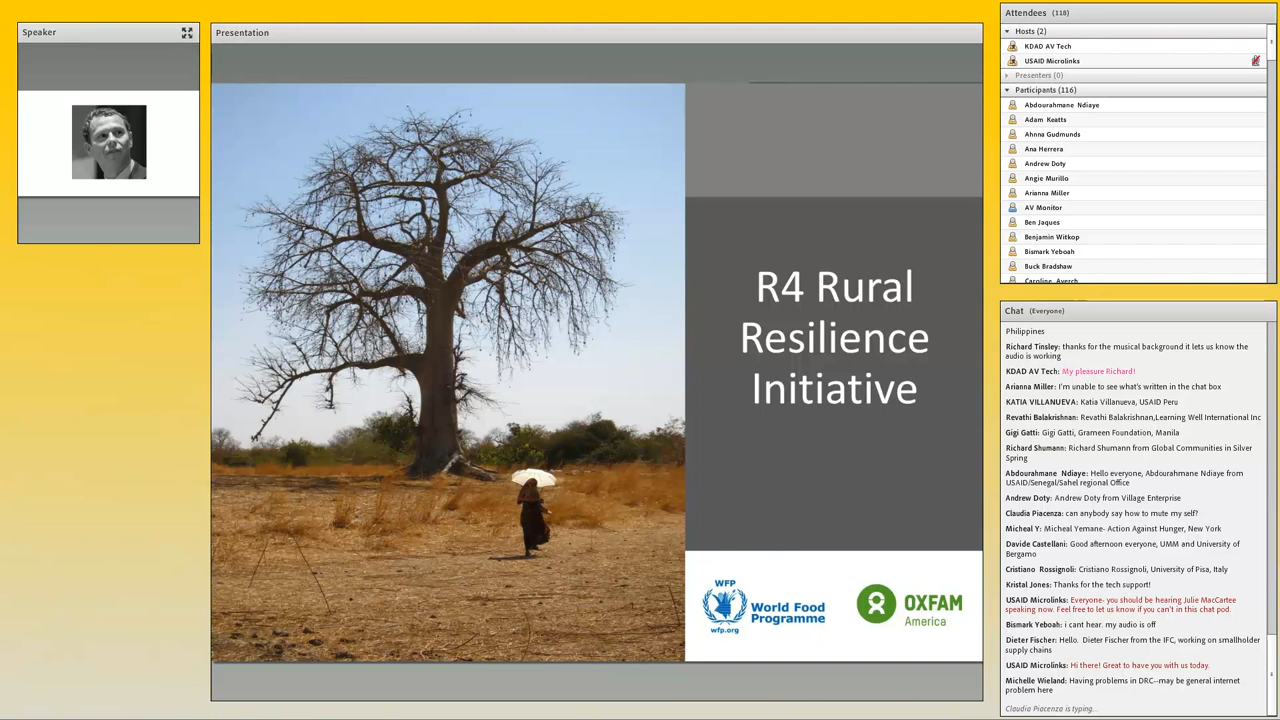 Speaker
Presentation
R4 Rural
Resilience
Initiative
WFP
World Food
Programme
wfp.org
OXFAM
America
Attendees (118)
Hosts (2)
KDAD AV Tech
USAID Microlinks
Presenters (0)
Participants (116)
Abdourahmane Ndiaye
Adam Keatts
Ahnna Gudmunds
Ana Herrera
Andrew Doty
Angie Murillo
Arianna Miller
AV Monitor
Ben Jaques
Benjamin Witkop
Bismark Yeboah
Buck Bradshaw
Caroline Averch
Chat (Everyone)
Philippines
Richard Tinsley: thanks for the musical background it lets us know the
audio is working
KDAD AV Tech: My pleasure Richard!
Arianna Miller: I'm unable to see what's written in the chat box
KATIA VILLANUEVA: Katia Villanueva, USAID Peru
Revathi Balakrishnan: Revathi Balakrishnan,Learning Well International Inc
Gigi Gatti: Gigi Gatti, Grameen Foundation, Manila
Richard Shumann: Richard Shumann from Global Communities in Silver
Spring
Abdourahmane Ndiaye: Hello everyone, Abdourahmane Ndiaye from
USAID/Senegal/Sahel regional Office
Andrew Doty: Andrew Doty from Village Enterprise
Claudia Piacenza: can anybody say how to mute my self?
Micheal Y: Micheal Yemane- Action Against Hunger, New York
Davide Castellani: Good afternoon everyone, UMM and University of
Bergamo
Cristiano Rossignoli: Cristiano Rossignoli, University of Pisa, Italy
Kristal Jones: Thanks for the tech support!
USAID Microlinks: Everyone- you should be hearing Julie MacCartee
speaking now. Feel free to let us know if you can't in this chat pod.
Bismark Yeboah: i cant hear. my audio is off
Dieter Fischer: Hello. Dieter Fischer from the IFC, working on smallholder
supply chains
USAID Microlinks: Hi there! Great to have you with us today.
Michelle Wieland: Having problems in DRC--may be general internet
problem here
Claudia Piacenza is typing...